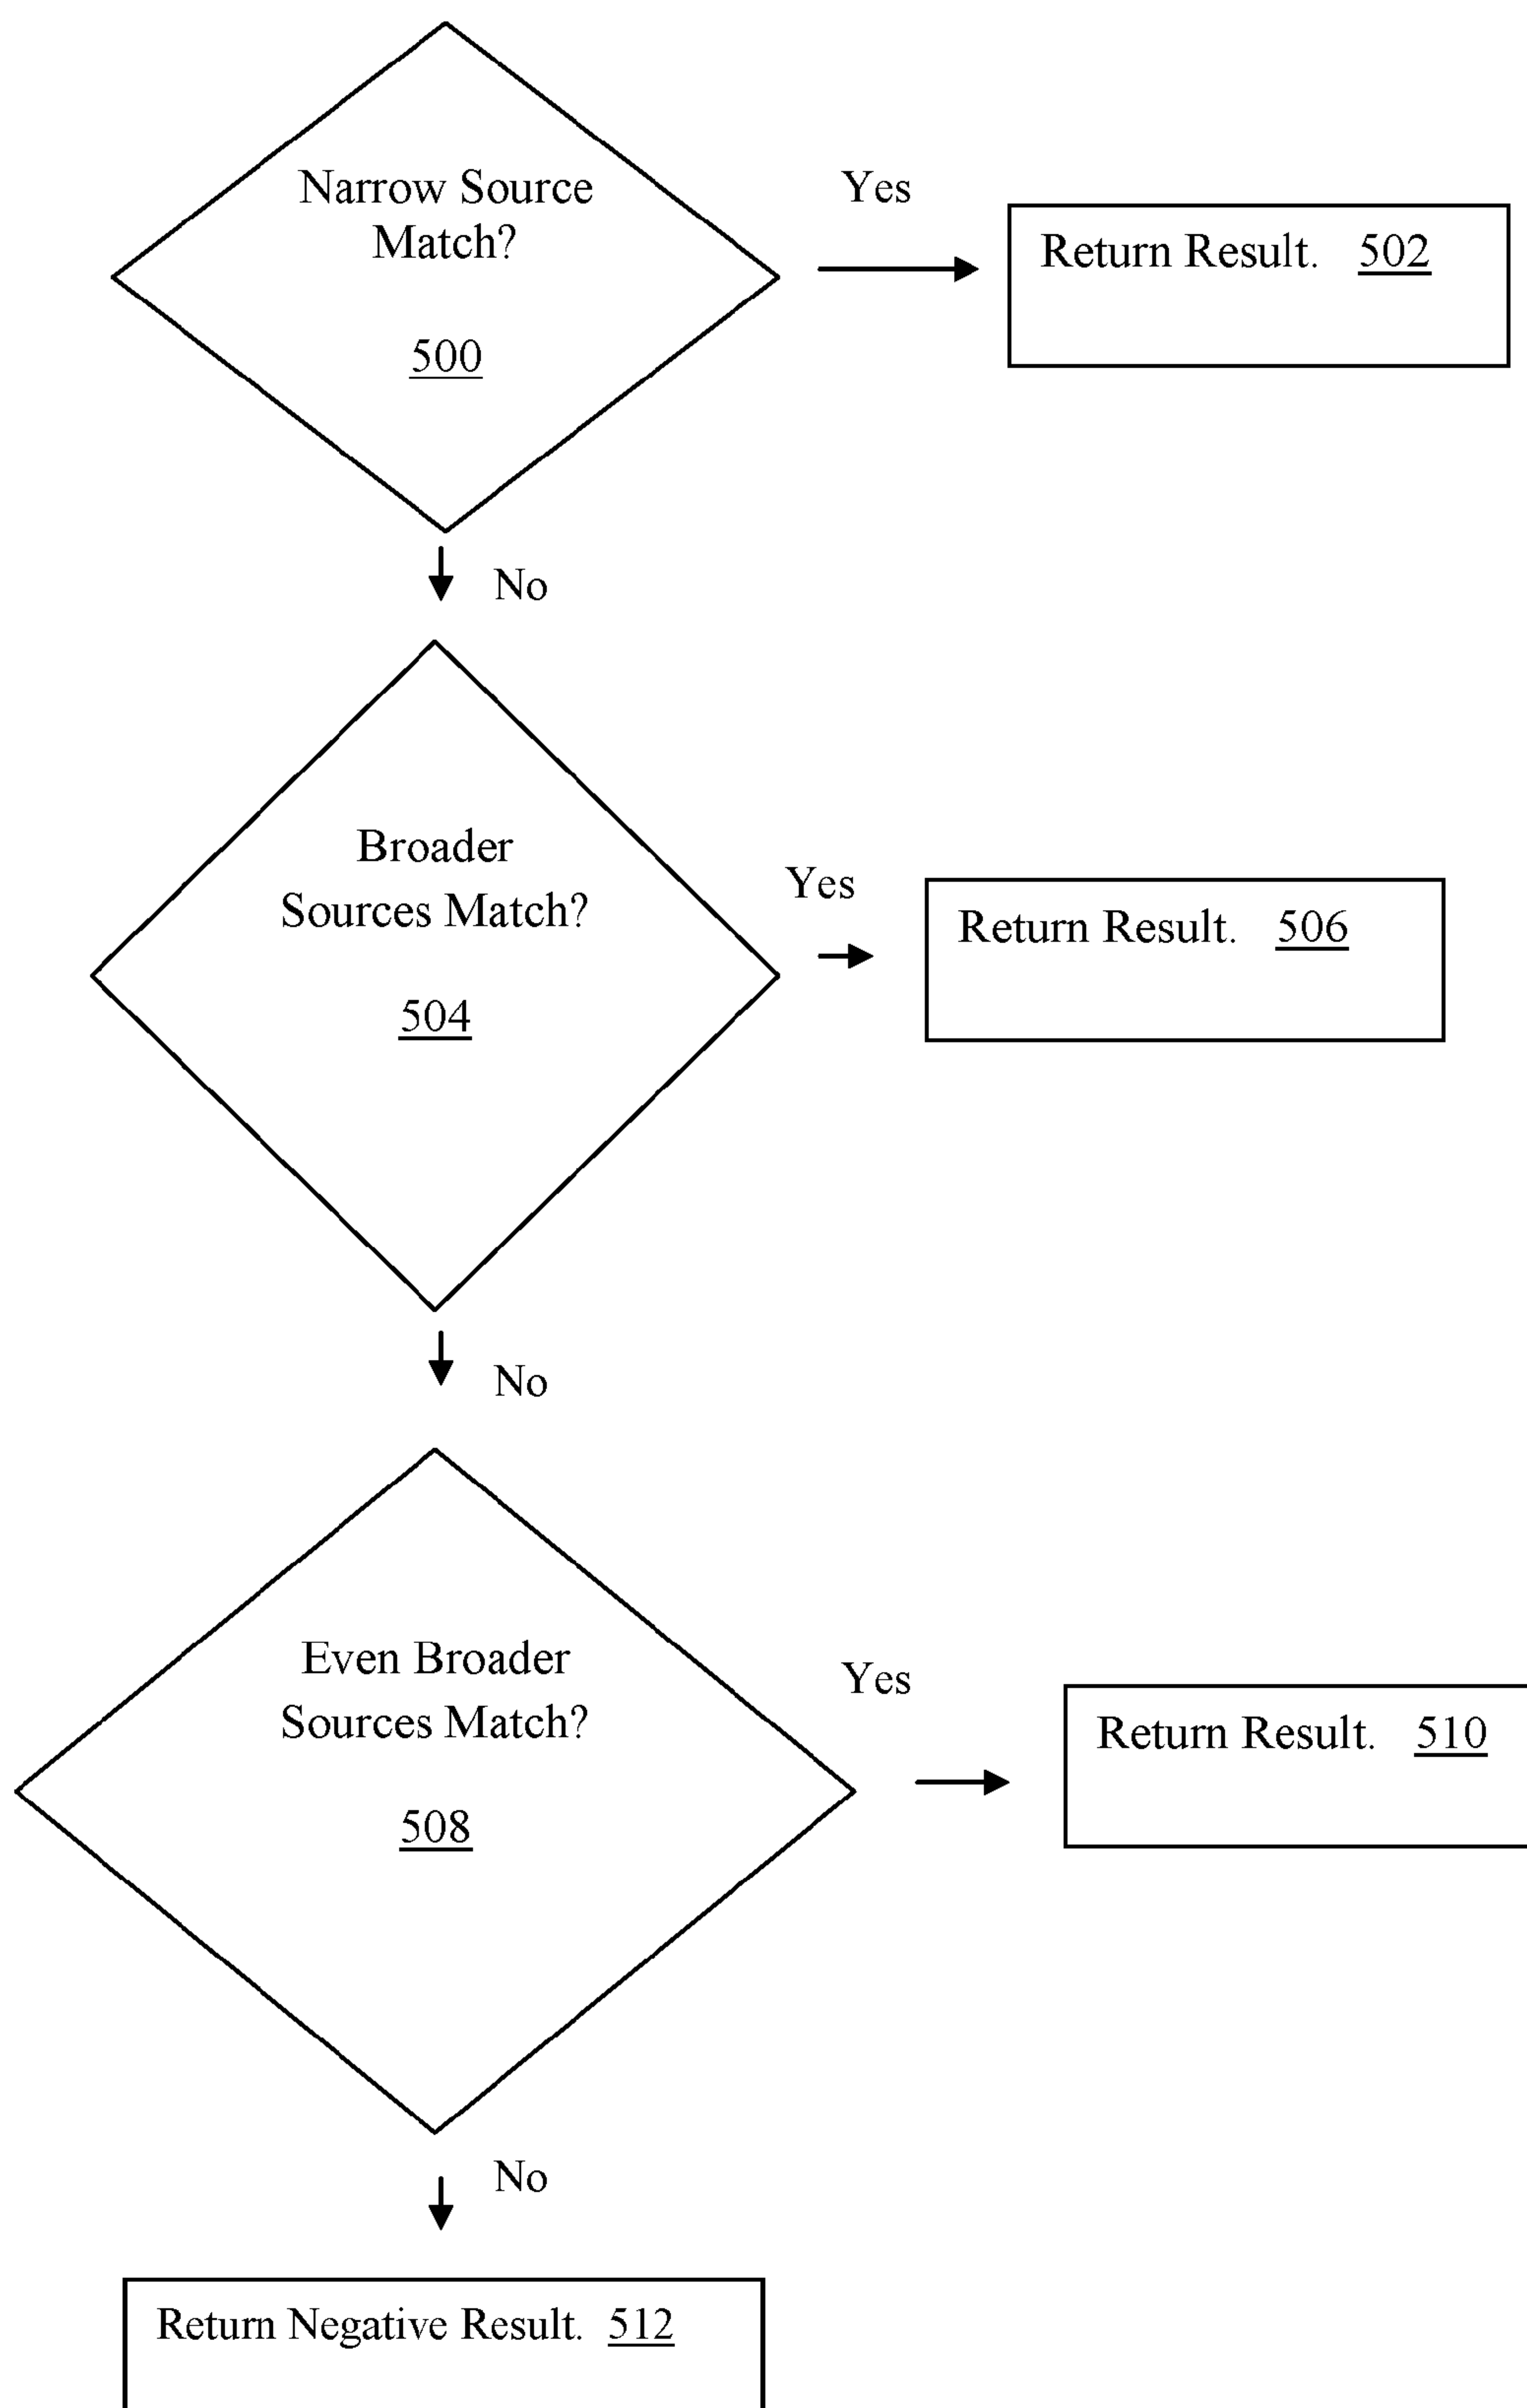 Narrow Source
Match?
500
Yes
Return Result. 502
No
Broader
Sources Match?
504
Yes
Return Result. 506
No
Even Broader
Sources Match?
508
Yes
Return Result. 510
No
Return Negative Result. 512